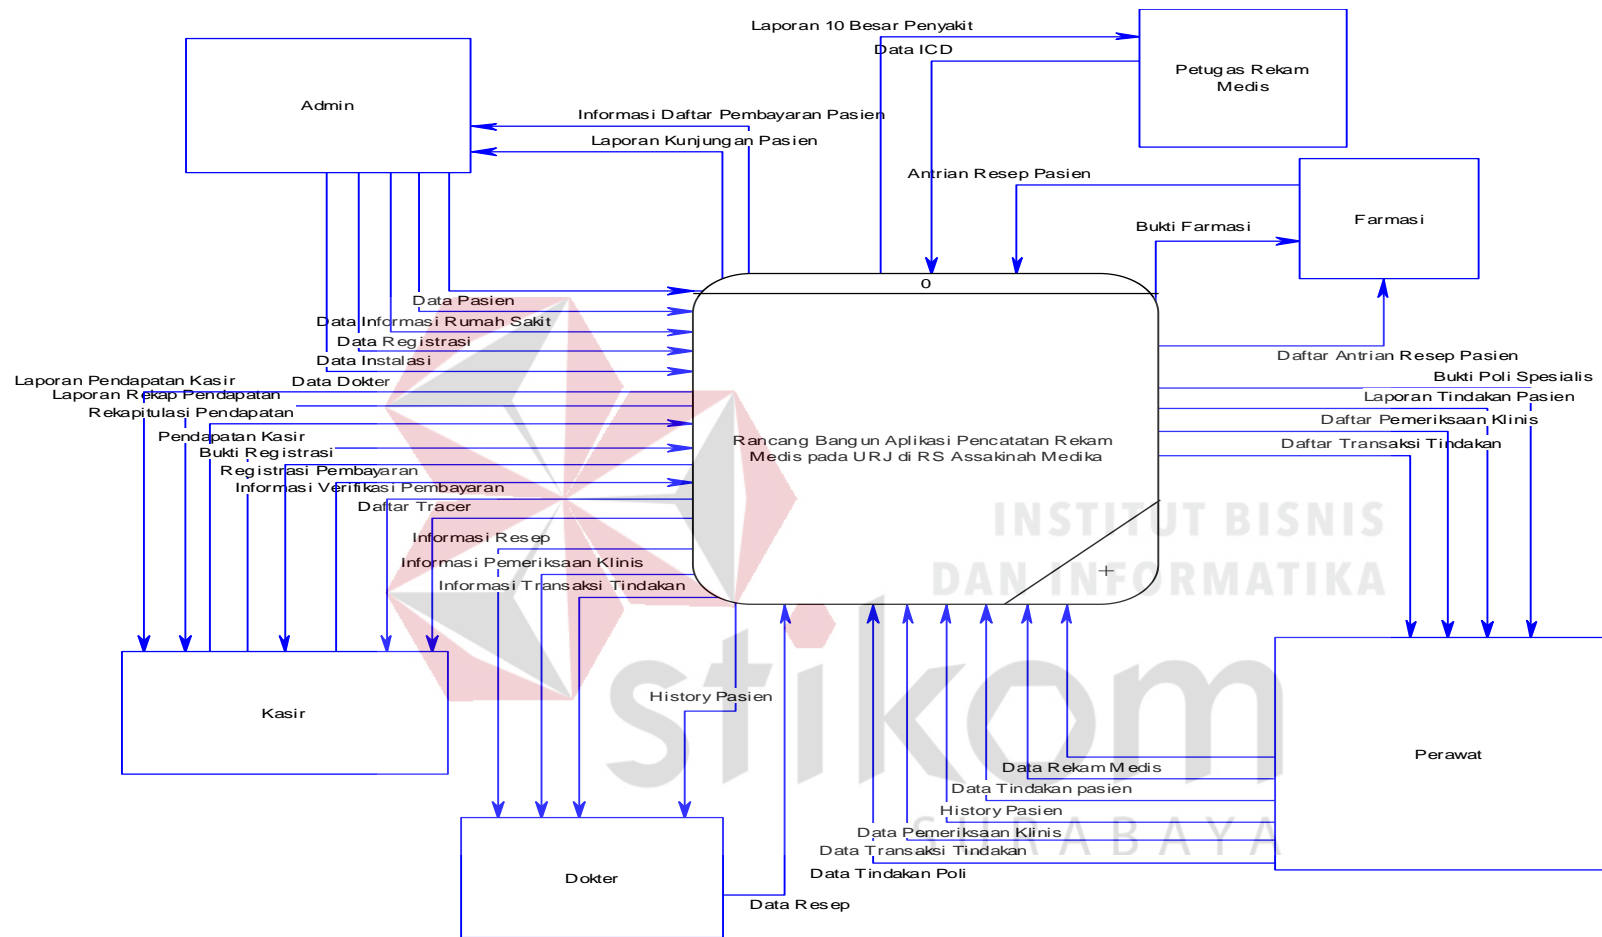 Laporan 10 Besar Penyakit
Data ICD
Petugas Rekam
Medis
Admin
Informasi Daftar Pembayaran Pasien
Laporan Kunjungan Pasien
Antrian Resep Pasien
Farmasi
Bukti Farmasi
0
Data Pasien
Data Informasi Rumah Sakit
Data Registrasi
Data Instalasi
Data Dokter
Daftar Antrian Resep Pasien
Bukti Poli Spesialis
Laporan Tindakan Pasien
Daftar Pemeriksaan Klinis
Daftar Transaksi Tindakan
Laporan Pendapatan Kasir
Laporan Rekap Pendapatan
Rekapitulasi Pendapatan
Pendapatan Kasir
Bukti Registrasi
Registrasi Pembayaran
Informasi Verifikasi Pembayaran
Daftar Tracer
Rancang Bangun Aplikasi Pencatatan Rekam
Medis pada URJ di RS Assakinah Medika
Informasi Resep
Informasi Pemeriksaan Klinis
Informasi Transaksi Tindakan
INSTITUT BISNIS
DAN INFORMATIKA
stikom
SURABAYA
History Pasien
Kasir
Perawat
Data Rekam Medis
Data Tindakan pasien
History Pasien
Data Pemeriksaan Klinis
Data Transaksi Tindakan
Data Tindakan Poli
Dokter
Data Resep